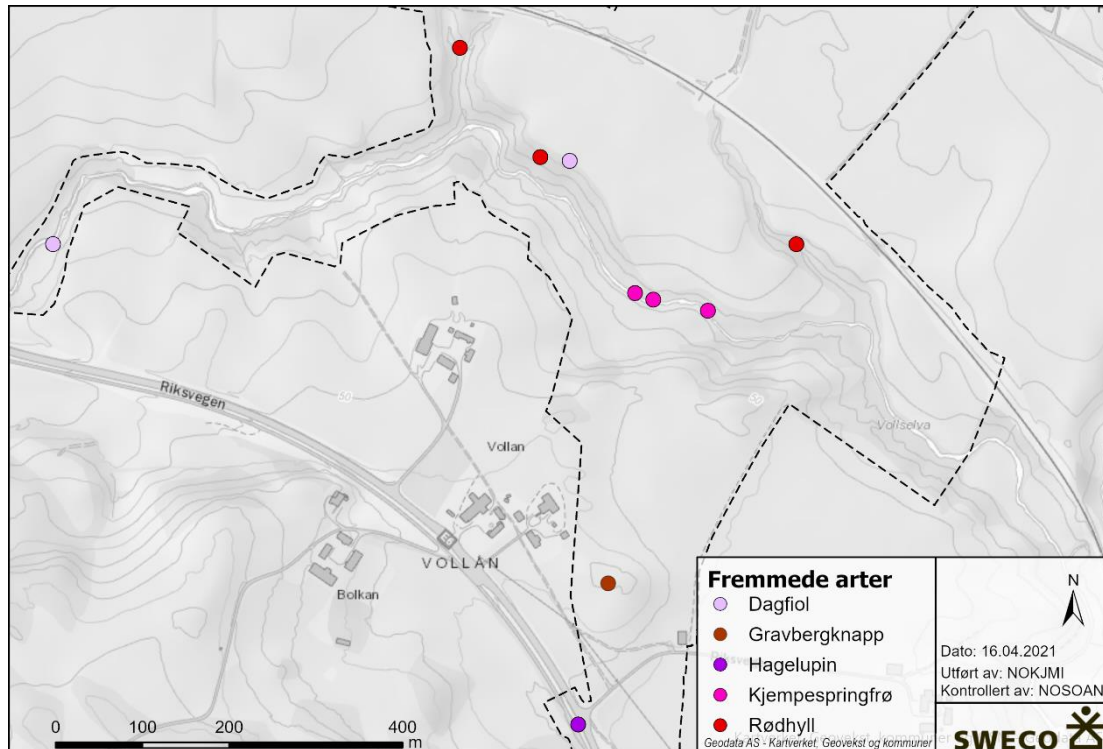 Riksvegen
50
Vollan
50
Vollselva
VOLLAN
Bolkan
Fremmede arter
Dagfiol
Gravbergknapp
Hagelupin
Kjempespringfrø
Rødhyll
N
Dato: 16.04.2021
Utført av: NOKJMI
Kontrollert av: NOSOAN
0 100 200 400
m
Geodata AS - Kartverket, Geovekst og kommuner
SWECO